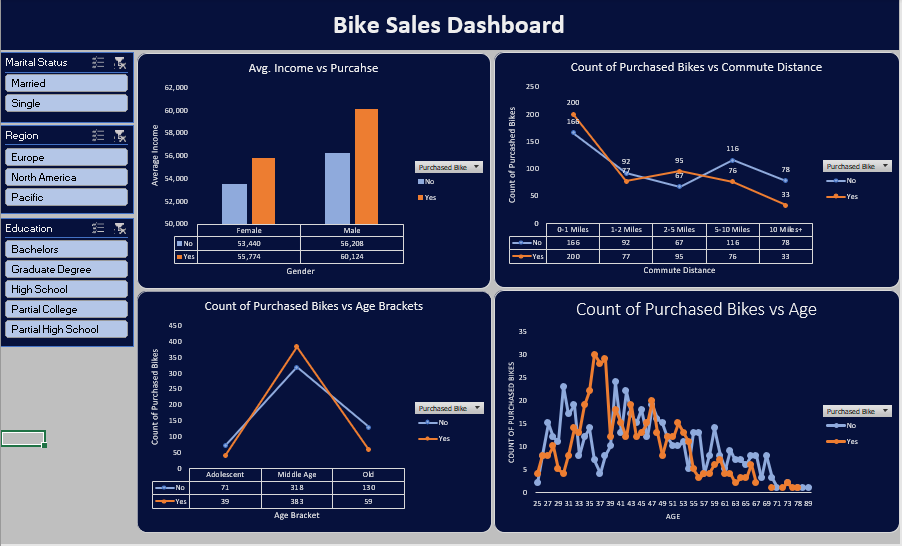 Bike Sales Dashboard
Marital Status
Married
Single
Region
Europe
North America
Pacific
Education
Bachelors
Graduate Degree
High School
Partial College
Partial High School
Avg. Income vs Purcahse
62,000
60,000
58,000
56,000
54,000
52,000
50,000
Average Income
Female Male
No 53,440 56,208
Yes 55,774 60,124
Gender
Purchased Bike
No
Yes
Count of Purchased Bikes vs Commute Distance
250
200
150
100
50
0
Count of Purcashed Bikes
200
166
92
77
95
67
116
76
78
33
0-1 Miles 1-2 Miles 2-5 Miles 5-10 Miles 10 Miles+
No 166 92 67 116 78
Yes 200 77 95 76 33
Commute Distance
Purchased Bike
No
Yes
Count of Purchased Bikes vs Age Brackets
450
400
350
300
250
200
150
100
50
0
Count of Purchased Bikes
Adolescent Middle Age Old
No 71 318 130
Yes 39 383 59
Age Bracket
Purchased Bike
No
Yes
Count of Purchased Bikes vs Age
35
30
25
20
15
10
5
0
COUNT OF PURCHASED BIKES
25 27 29 31 33 35 37 39 41 43 45 47 49 51 53 55 57 59 61 63 65 67 69 71 73 78 89
AGE
Purchased Bike
No
Yes